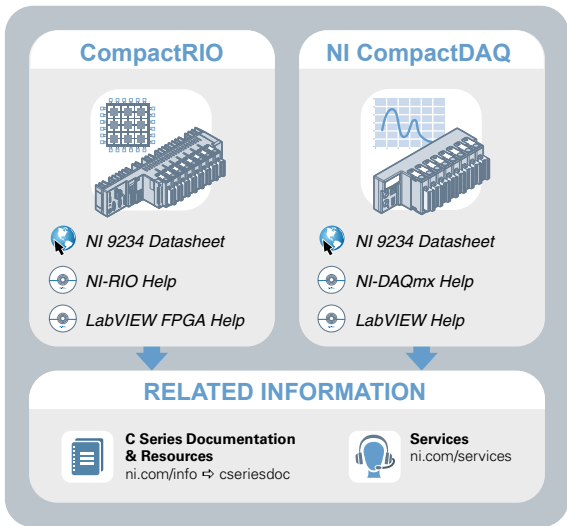 CompactRIO
NI 9234 Datasheet
NI-RIO Help
LabVIEW FPGA Help
NI CompactDAQ
NI 9234 Datasheet
NI-DAQmx Help
LabVIEW Help
RELATED INFORMATION
C Series Documentation
& Resources
ni.com/info ➪ cseriesdoc
Services
ni.com/services